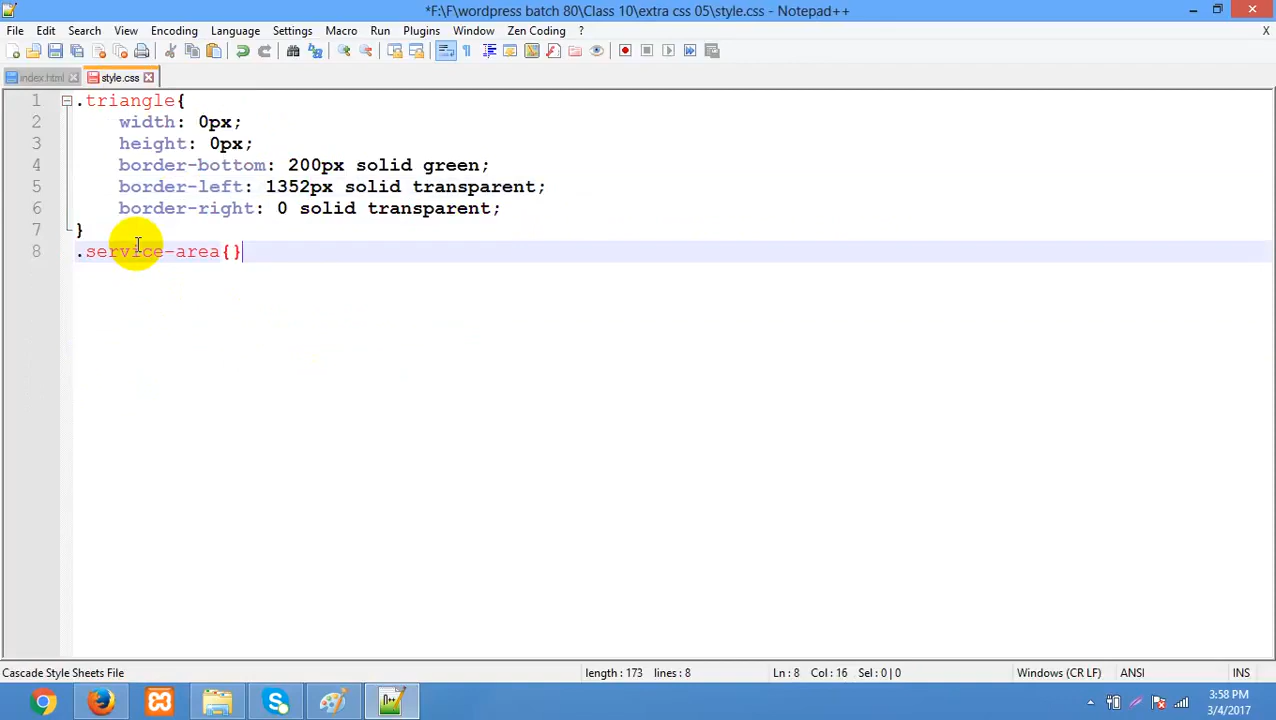 *F:\F\wordpress batch 80\Class 10\extra css 05\style.css - Notepad++
File Edit Search View Encoding Language Settings Macro Run Plugins Window Zen Coding ? X
index.html style.css
1 .triangle{
2 width: 0px;
3 height: 0px;
4 border-bottom: 200px solid green;
5 border-left: 1352px solid transparent;
6 border-right: 0 solid transparent;
7 }
8 .service-area{}
Cascade Style Sheets File length : 173 lines : 8 Ln : 8 Col : 16 Sel : 0 | 0 Windows (CR LF) ANSI INS
3:58 PM
3/4/2017